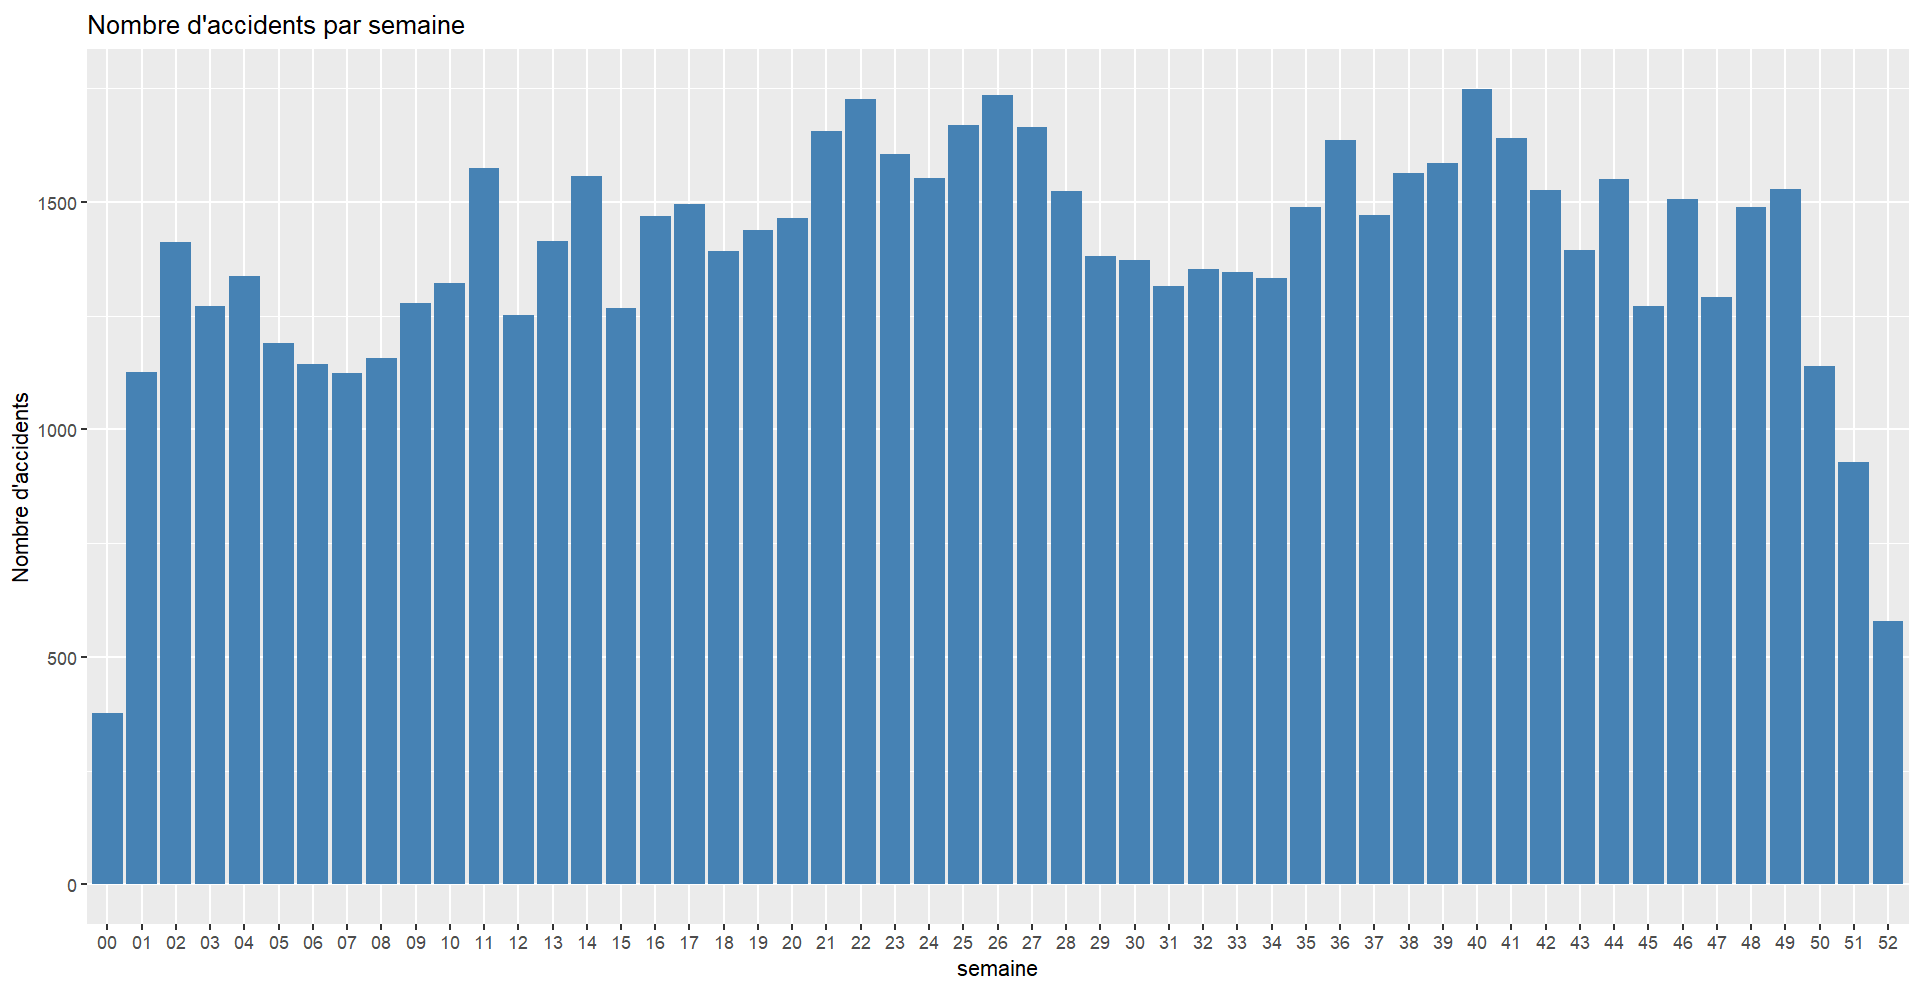 Nombre d'accidents par semaine
Nombre d'accidents
1500
1000
500
0
00 01 02 03 04 05 06 07 08 09 10 11 12 13 14 15 16 17 18 19 20 21 22 23 24 25 26 27 28 29 30 31 32 33 34 35 36 37 38 39 40 41 42 43 44 45 46 47 48 49 50 51 52
semaine